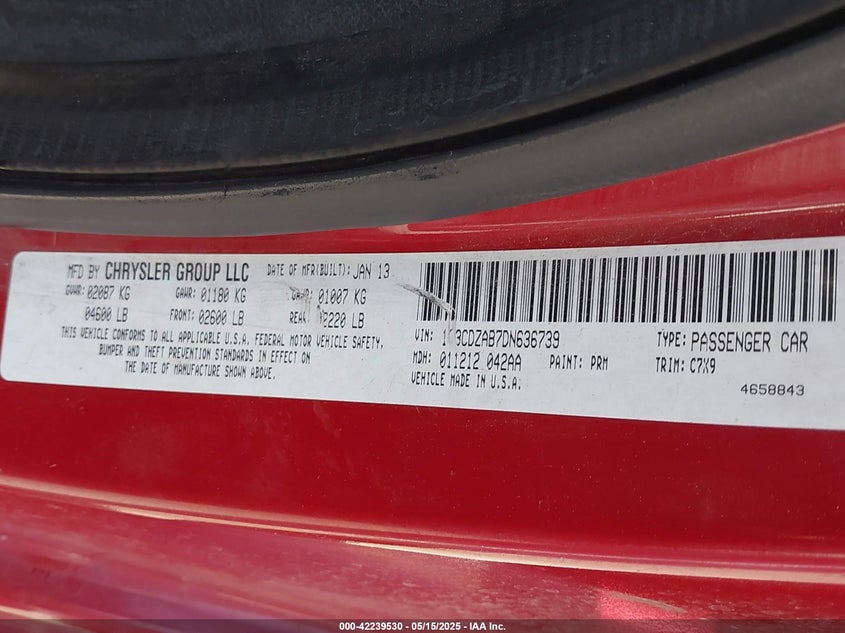 MFD BY CHRYSLER GROUP LLC DATE OF MFR(BUILT): JAN 13
GVWR: 02087 KG GAWR: 01180 KG GAWR: 01007 KG
04600 LB FRONT: 02600 LB REAR: 220 LB
THIS VEHICLE CONFORMS TO ALL APPLICABLE U.S.A. FEDERAL MOTOR VEHICLE SAFETY,
BUMPER AND THEFT PREVENTION STANDARDS IN EFFECT ON
THE DATE OF MANUFACTURE SHOWN ABOVE.
VIN: 1 3CDZAB7DN636739 TYPE: PASSENGER CAR
MDH: 011212 042AA PAINT: PRM TRIM: C7X9
VEHICLE MADE IN U.S.A.
4658843
000-42239530 - 05/15/2025 - IAA Inc.